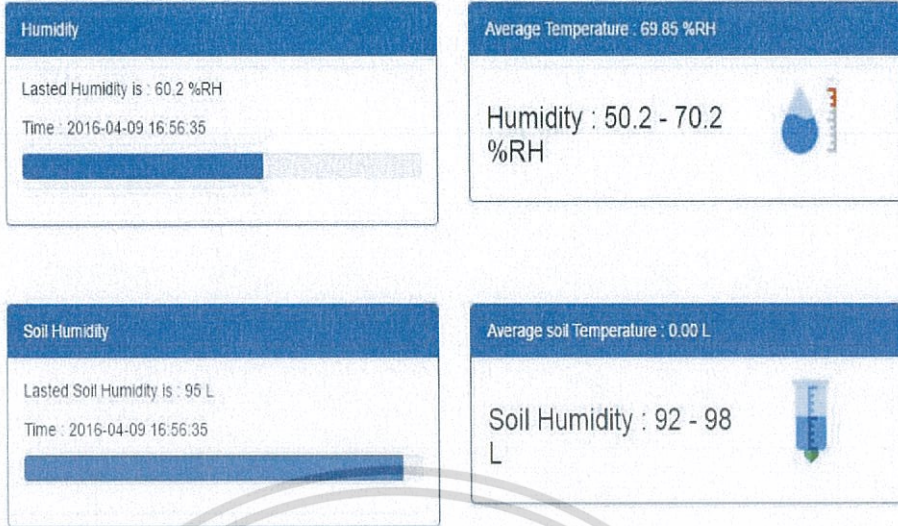 Humidity
Lasted Humidity is : 60.2 %RH
Time : 2016-04-09 16:56:35
Average Temperature : 69.85 %RH
Humidity : 50.2 - 70.2
%RH
Soil Humidity
Lasted Soil Humidity is : 95 L
Time : 2016-04-09 16:56:35
Average soil Temperature : 0.00 L
Soil Humidity : 92 - 98
L